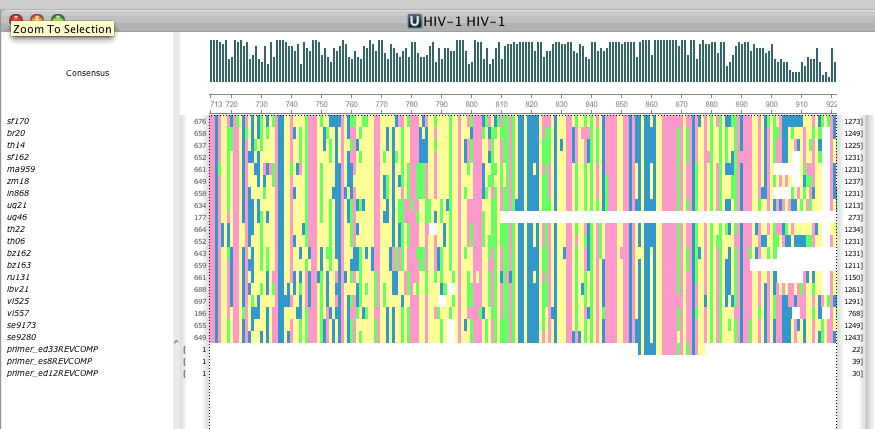 HIV-1 HIV-1
Zoom To Selection
Consensus
713 720 730 740 750 760 770 780 790 800 810 820 830 840 850 860 870 880 890 900 910 922
sf170 676 1273]
br20 658 1249]
th14 637 1225]
sf162 652 1231]
ma959 661 1231]
zm18 649 1237]
in868 658 1231]
ug21 634 1213]
ug46 177 273]
th22 664 1234]
th06 652 1231]
bz162 643 1231]
bz163 659 1211]
ru131 661 1150]
lbv21 688 1261]
vi525 697 1291]
vi557 186 768]
se9173 655 1249]
se9280 649 1243]
primer_ed33REVCOMP [ 1 22]
primer_es8REVCOMP [ 1 39]
primer_ed12REVCOMP [ 1 30]